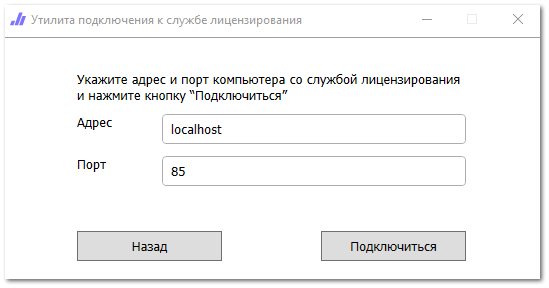 Утилита подключения к службе лицензирования
Укажите адрес и порт компьютера со службой лицензирования
и нажмите кнопку “Подключиться”
Адрес
localhost
Порт
85
Назад
Подключиться